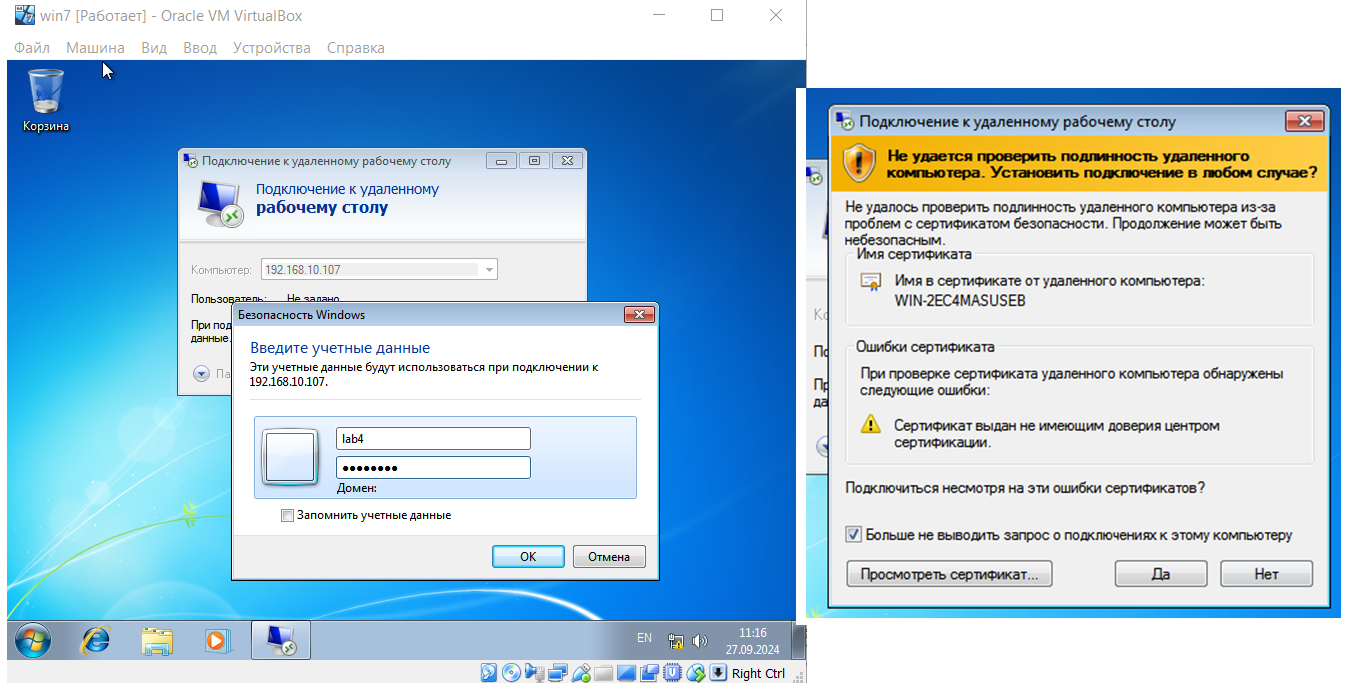 win7 [Работает] - Oracle VM VirtualBox
Файл Машина Вид Ввод Устройства Справка
Корзина
Подключение к удаленному рабочему столу
Подключение к удаленному
рабочему столу
Компьютер: 192.168.10.107
Пользователь: Не задано
При под
данные.
Па
Безопасность Windows
Введите учетные данные
Эти учетные данные будут использоваться при подключении к
192.168.10.107.
lab4
••••••••
Домен:
Запомнить учетные данные
OK Отмена
EN
11:16
27.09.2024
Right Ctrl
Подключение к удаленному рабочему столу
Не удается проверить подлинность удаленного
компьютера. Установить подключение в любом случае?
Не удалось проверить подлинность удаленного компьютера из-за
проблем с сертификатом безопасности. Продолжение может быть
небезопасным.
Имя сертификата
Имя в сертификате от удаленного компьютера:
WIN-2EC4MASUSEB
Ошибки сертификата
При проверке сертификата удаленного компьютера обнаружены
следующие ошибки:
Сертификат выдан не имеющим доверия центром
сертификации.
Подключиться несмотря на эти ошибки сертификатов?
Больше не выводить запрос о подключениях к этому компьютеру
Просмотреть сертификат... Да Нет
Ко
По
Пр
да